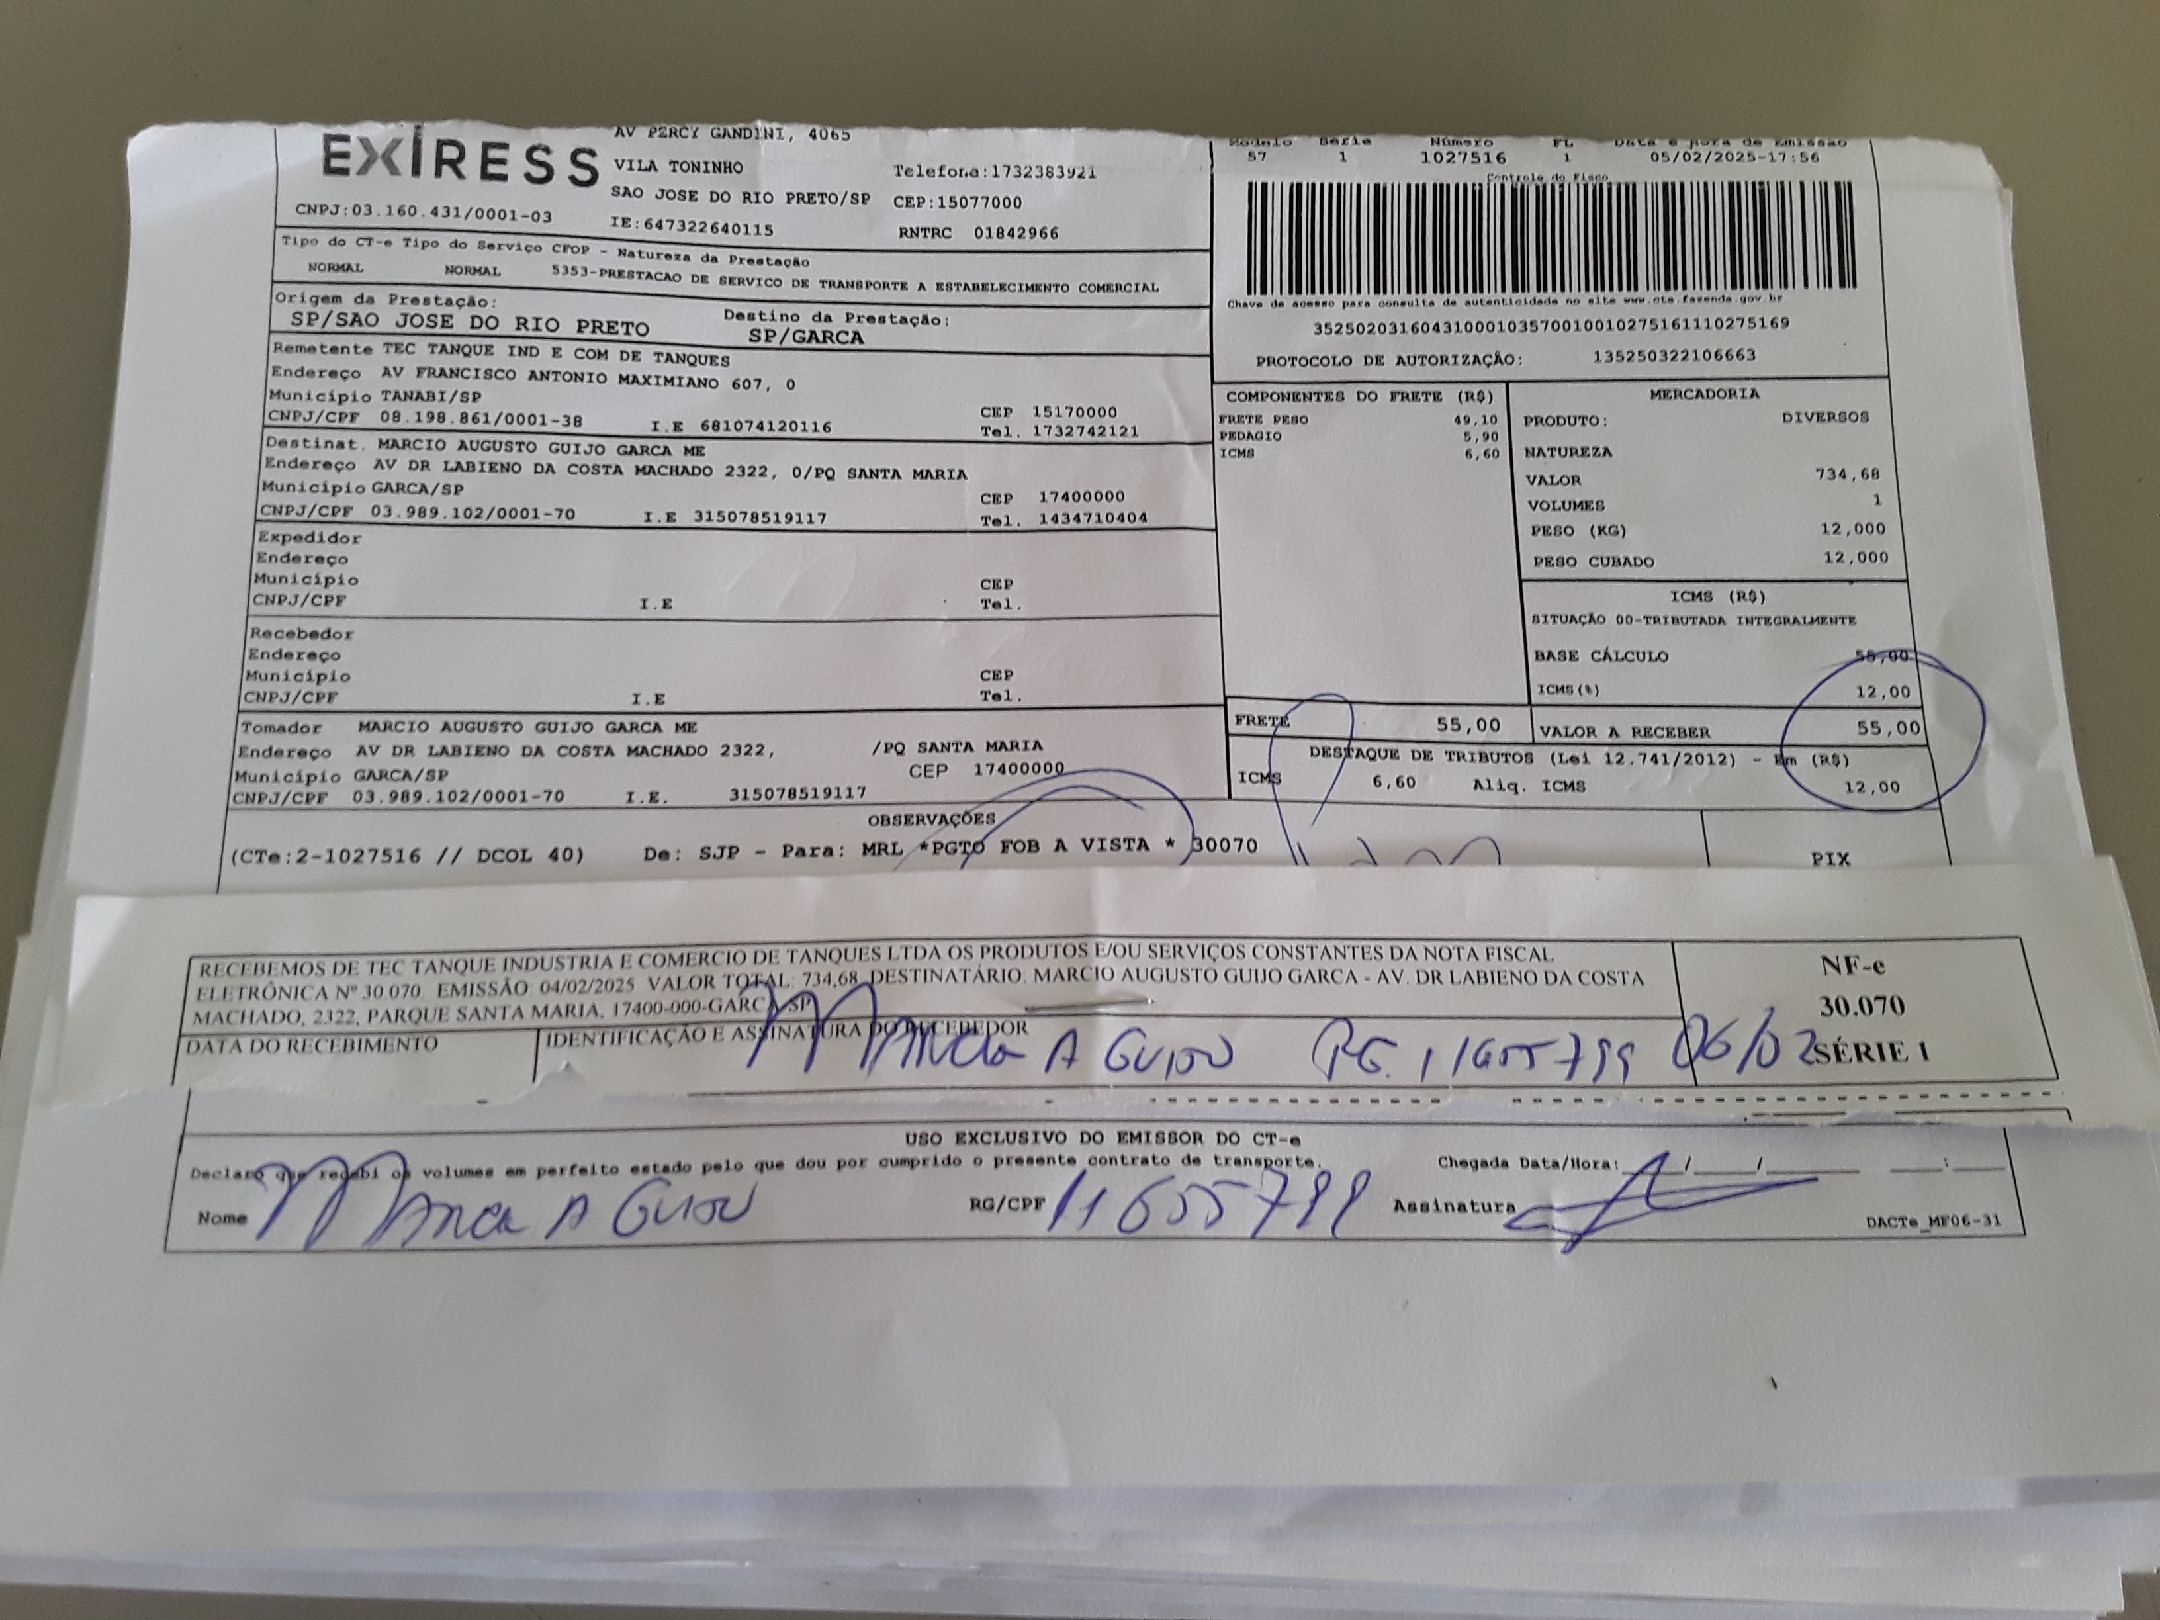 EXIRESS
AV PERCY GANDINI, 4065
VILA TONINHO Telefone:1732383921
SAO JOSE DO RIO PRETO/SP CEP:15077000
CNPJ:03.160.431/0001-03 IE:647322640115 RNTRC 01842966
Modelo Série Número FL Data e hora de Emissão
57 1 1027516 1 05/02/2025-17:56
Controle do Fisco
Chave de acesso para consulta de autenticidade no site www.cte.fazenda.gov.br
35250203160431000103570010010275161110275169
PROTOCOLO DE AUTORIZAÇÃO: 135250322106663
Tipo do CT-e Tipo do Serviço CFOP - Natureza da Prestação
NORMAL NORMAL 5353-PRESTACAO DE SERVICO DE TRANSPORTE A ESTABELECIMENTO COMERCIAL
Origem da Prestação: Destino da Prestação:
SP/SAO JOSE DO RIO PRETO SP/GARCA
Remetente TEC TANQUE IND E COM DE TANQUES
Endereço AV FRANCISCO ANTONIO MAXIMIANO 607, 0
Município TANABI/SP CEP 15170000
CNPJ/CPF 08.198.861/0001-38 I.E 681074120116 Tel. 1732742121
Destinat. MARCIO AUGUSTO GUIJO GARCA ME
Endereço AV DR LABIENO DA COSTA MACHADO 2322, 0/PQ SANTA MARIA
Município GARCA/SP CEP 17400000
CNPJ/CPF 03.989.102/0001-70 I.E 315078519117 Tel. 1434710404
Expedidor
Endereço
Município CEP
CNPJ/CPF I.E Tel.
Recebedor
Endereço
Município CEP
CNPJ/CPF I.E Tel.
Tomador MARCIO AUGUSTO GUIJO GARCA ME
Endereço AV DR LABIENO DA COSTA MACHADO 2322, /PQ SANTA MARIA
Município GARCA/SP CEP 17400000
CNPJ/CPF 03.989.102/0001-70 I.E. 315078519117
COMPONENTES DO FRETE (R$)
FRETE PESO 49,10
PEDAGIO 5,90
ICMS 6,60
MERCADORIA
PRODUTO: DIVERSOS
NATUREZA
VALOR 734,68
VOLUMES 1
PESO (KG) 12,000
PESO CUBADO 12,000
ICMS (R$)
SITUAÇÃO 00-TRIBUTADA INTEGRALMENTE
BASE CÁLCULO 55,00
ICMS(%) 12,00
FRETE 55,00 VALOR A RECEBER 55,00
DESTAQUE DE TRIBUTOS (Lei 12.741/2012) - Em (R$)
ICMS 6,60 Aliq. ICMS 12,00
OBSERVAÇÕES
(CTe:2-1027516 // DCOL 40) De: SJP - Para: MRL *PGTO FOB A VISTA * 30070
PIX
RECEBEMOS DE TEC TANQUE INDUSTRIA E COMERCIO DE TANQUES LTDA OS PRODUTOS E/OU SERVIÇOS CONSTANTES DA NOTA FISCAL
ELETRÔNICA Nº 30.070 EMISSÃO: 04/02/2025 VALOR TOTAL: 734,68 DESTINATÁRIO: MARCIO AUGUSTO GUIJO GARCA - AV. DR LABIENO DA COSTA
MACHADO, 2322, PARQUE SANTA MARIA, 17400-000-GARCA-SP
NF-e
30.070
SÉRIE 1
DATA DO RECEBIMENTO IDENTIFICAÇÃO E ASSINATURA DO RECEBEDOR
Marcia A Guijo RG. 11655799 06/02
USO EXCLUSIVO DO EMISSOR DO CT-e
Declaro que recebi os volumes em perfeito estado pelo que dou por cumprido o presente contrato de transporte. Chegada Data/Hora: / / :
Nome Marcia A Guijo RG/CPF 11655799 Assinatura
DACTe_MF06-31